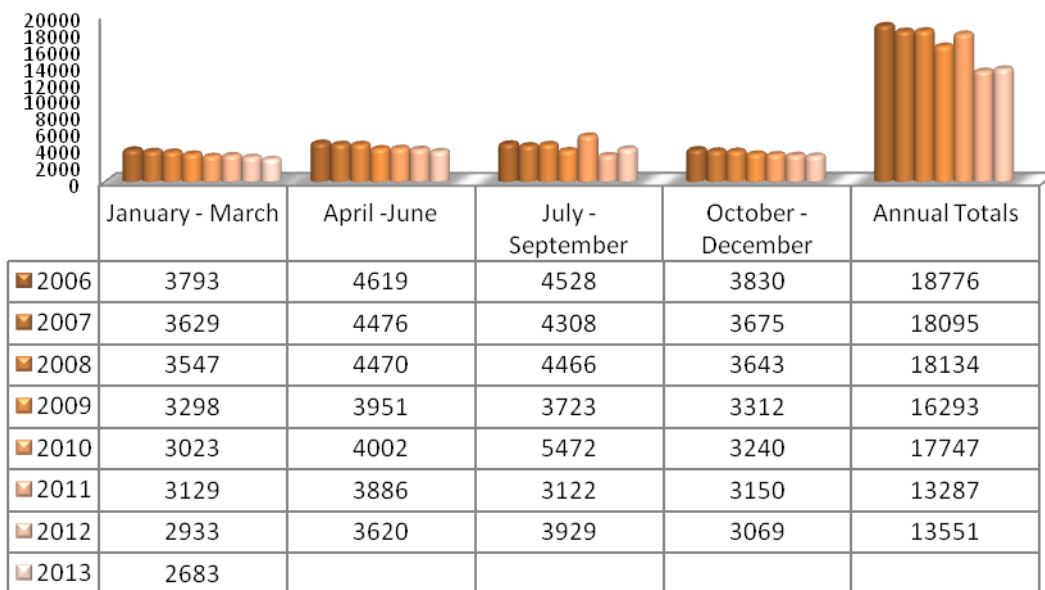 20000
18000
16000
14000
12000
10000
8000
6000
4000
2000
0
January - March April -June July - September October - December Annual Totals
2006 3793 4619 4528 3830 18776
2007 3629 4476 4308 3675 18095
2008 3547 4470 4466 3643 18134
2009 3298 3951 3723 3312 16293
2010 3023 4002 5472 3240 17747
2011 3129 3886 3122 3150 13287
2012 2933 3620 3929 3069 13551
2013 2683